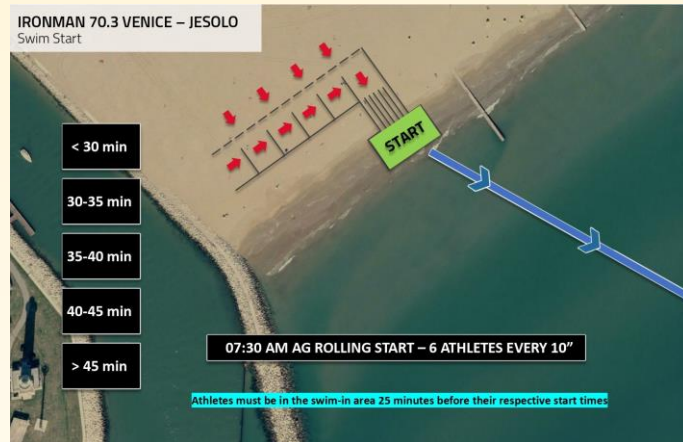 IRONMAN 70.3 VENICE – JESOLO
Swim Start
START
< 30 min
30-35 min
35-40 min
40-45 min
> 45 min
07:30 AM AG ROLLING START – 6 ATHLETES EVERY 10”
Athletes must be in the swim-in area 25 minutes before their respective start times